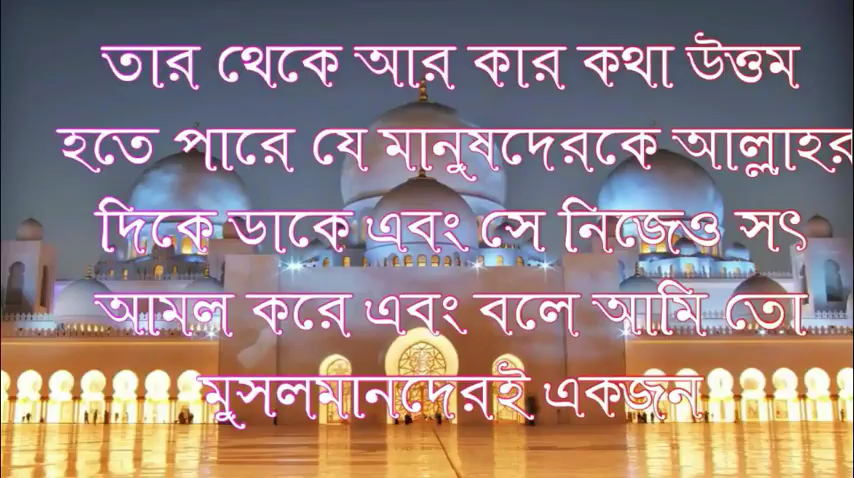 তার থেকে আর কার কথা উত্তম
হতে পারে যে মানুষদেরকে আল্লাহর
দিকে ডাকে এবং সে নিজেও সৎ
আমল করে এবং বলে আমি তো
মুসলমানদেরই একজন